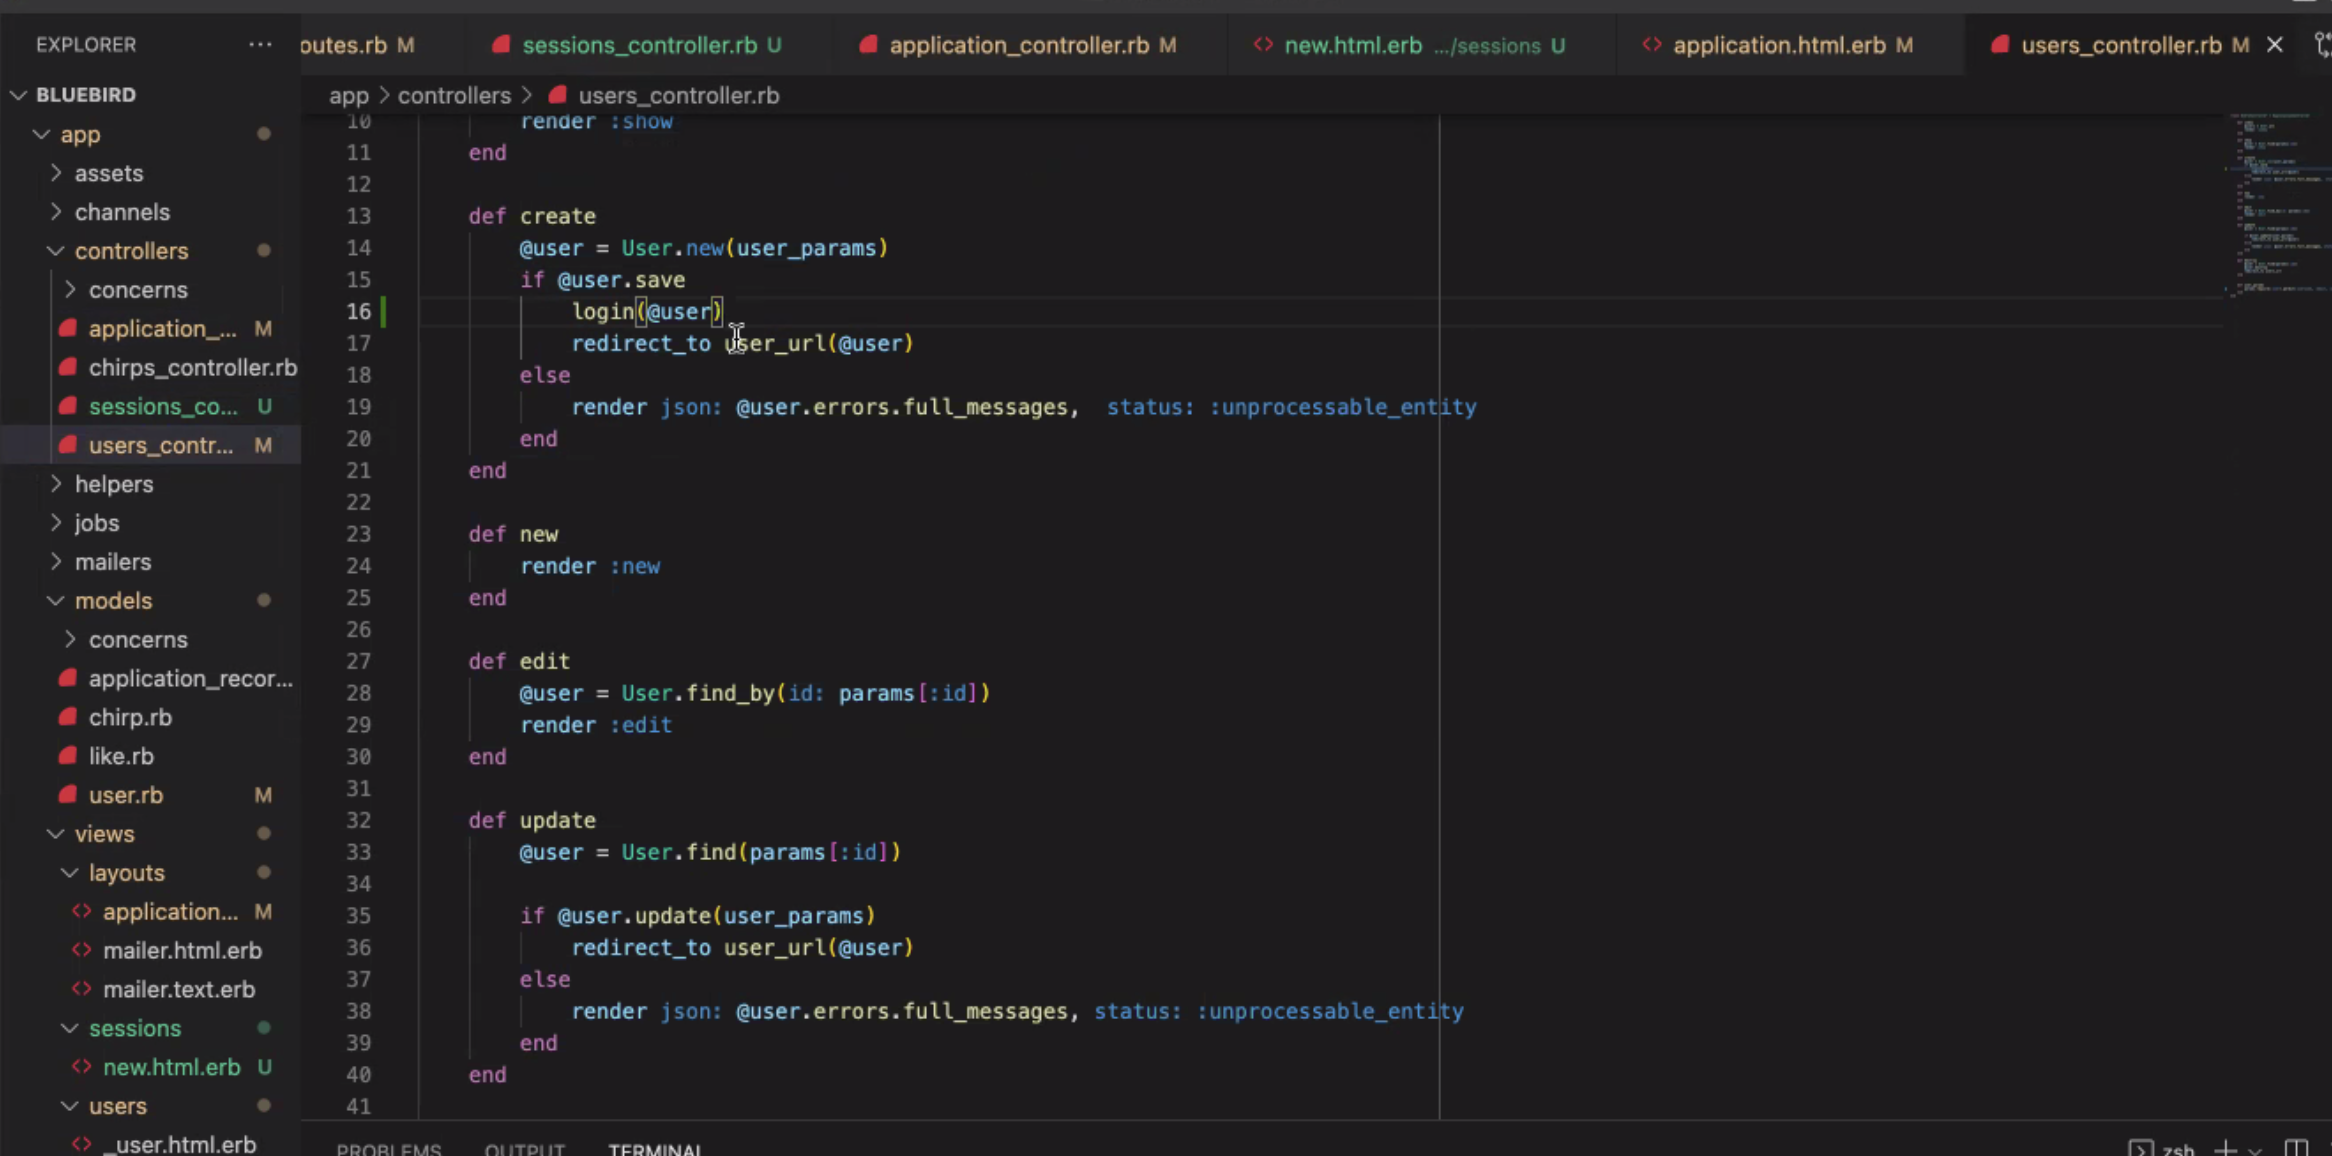 EXPLORER ...
outes.rb M sessions_controller.rb U application_controller.rb M new.html.erb .../sessions U application.html.erb M users_controller.rb M
BLUEBIRD
app
assets
channels
controllers
concerns
application_... M
chirps_controller.rb
sessions_co... U
users_contr... M
helpers
jobs
mailers
models
concerns
application_recor...
chirp.rb
like.rb
user.rb M
views
layouts
application... M
mailer.html.erb
mailer.text.erb
sessions
new.html.erb U
users
_user.html.erb
app > controllers > users_controller.rb
10 render :show
11 end
12
13 def create
14 @user = User.new(user_params)
15 if @user.save
16 login(@user)
17 redirect_to user_url(@user)
18 else
19 render json: @user.errors.full_messages,  status: :unprocessable_entity
20 end
21 end
22
23 def new
24 render :new
25 end
26
27 def edit
28 @user = User.find_by(id: params[:id])
29 render :edit
30 end
31
32 def update
33 @user = User.find(params[:id])
34
35 if @user.update(user_params)
36 redirect_to user_url(@user)
37 else
38 render json: @user.errors.full_messages, status: :unprocessable_entity
39 end
40 end
41
PROBLEMS OUTPUT TERMINAL zsh